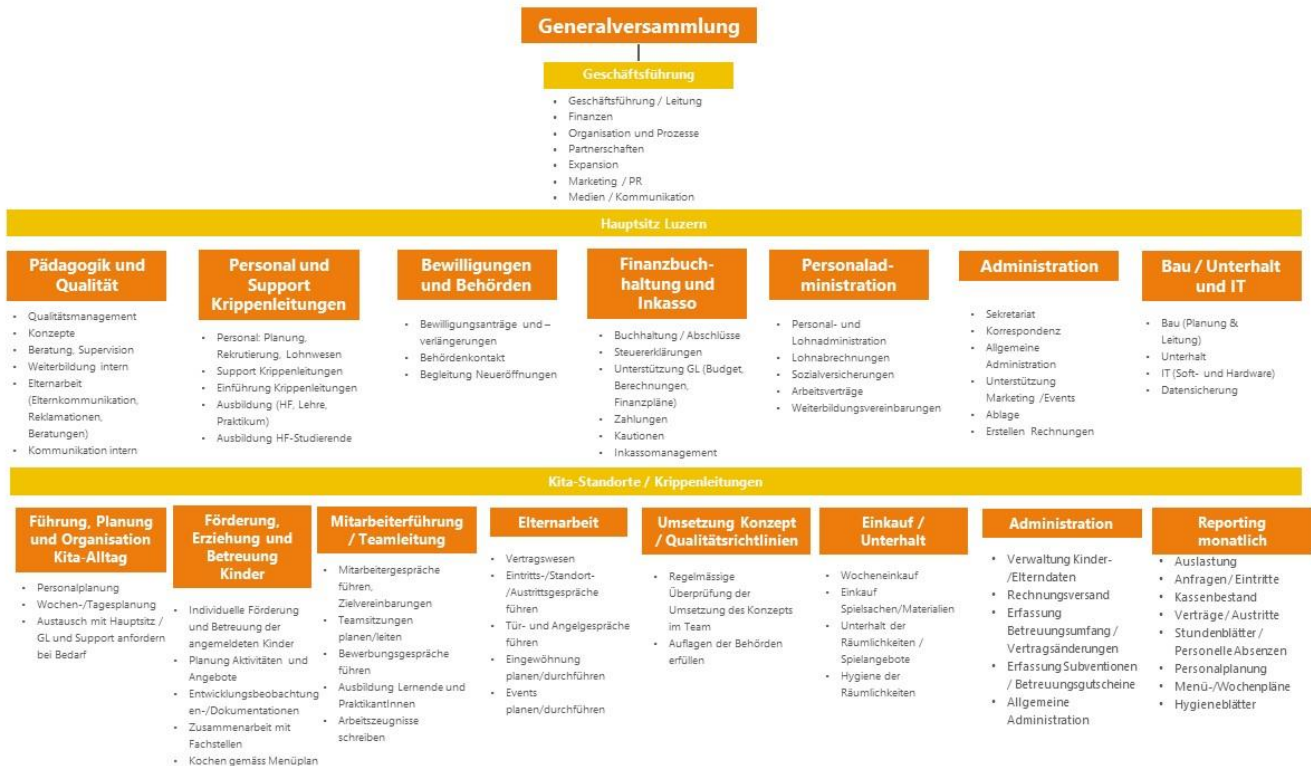 Generalversammlung
Geschäftsführung
• Geschäftsführung / Leitung
• Finanzen
• Organisation und Prozesse
• Partnerschaften
• Expansion
• Marketing / PR
• Medien / Kommunikation
Hauptsitz Luzern
Pädagogik und
Qualität
• Qualitätsmanagement
• Konzepte
• Beratung, Supervision
• Weiterbildung intern
• Elternarbeit
(Elternkommunikation,
Reklamationen,
Beratungen)
• Kommunikation intern
Personal und
Support
Krippenleitungen
• Personal: Planung,
Rekrutierung, Lohnwesen
• Support Krippenleitungen
• Einführung Krippenleitungen
• Ausbildung (HF, Lehre,
Praktikum)
• Ausbildung HF-Studierende
Bewilligungen
und Behörden
• Bewilligungsanträge und –
verlängerungen
• Behördenkontakt
• Begleitung Neueröffnungen
Finanzbuch-
haltung und
Inkasso
• Buchhaltung / Abschlüsse
• Steuererklärungen
• Unterstützung GL (Budget,
Berechnungen,
Finanzpläne)
• Zahlungen
• Kautionen
• Inkassomanagement
Personalad-
ministration
• Personal- und
Lohnadministration
• Lohnabrechnungen
• Sozialversicherungen
• Arbeitsverträge
• Weiterbildungsvereinbarungen
Administration
• Sekretariat
• Korrespondenz
• Allgemeine
Administration
• Unterstützung
Marketing /Events
• Ablage
• Erstellen Rechnungen
Bau / Unterhalt
und IT
• Bau (Planung &
Leitung)
• Unterhalt
• IT (Soft- und Hardware)
• Datensicherung
Kita-Standorte / Krippenleitungen
Führung, Planung
und Organisation
Kita-Alltag
• Personalplanung
• Wochen-/Tagesplanung
• Austausch mit Hauptsitz /
GL und Support anfordern
bei Bedarf
Förderung,
Erziehung und
Betreuung
Kinder
• Individuelle Förderung
und Betreuung der
angemeldeten Kinder
• Planung Aktivitäten und
Angebote
• Entwicklungsbeobachtung
en-/Dokumentationen
• Zusammenarbeit mit
Fachstellen
• Kochen gemäss Menüplan
Mitarbeiterführung
/ Teamleitung
• Mitarbeitergespräche
führen,
Zielvereinbarungen
• Teamsitzungen
planen/leiten
• Bewerbungsgespräche
führen
• Ausbildung Lernende und
PraktikantInnen
• Arbeitszeugnisse
schreiben
Elternarbeit
• Vertragswesen
• Eintritts-/Standort-
/Austrittsgespräche
führen
• Tür- und Angelgespräche
führen
• Eingewöhnung
planen/durchführen
• Events
planen/durchführen
Umsetzung Konzept
/ Qualitätsrichtlinien
• Regelmässige
Überprüfung der
Umsetzung des Konzepts
im Team
• Auflagen der Behörden
erfüllen
Einkauf /
Unterhalt
• Wocheneinkauf
• Einkauf
Spielsachen/Materialien
• Unterhalt der
Räumlichkeiten /
Spielangebote
• Hygiene der
Räumlichkeiten
Administration
• Verwaltung Kinder-
/Elterndaten
• Rechnungsversand
• Erfassung
Betreuungsumfang /
Vertragsänderungen
• Erfassung Subventionen
/ Betreuungsgutscheine
• Allgemeine
Administration
Reporting
monatlich
• Auslastung
• Anfragen / Eintritte
• Kassenbestand
• Verträge / Austritte
• Stundenblätter /
Personelle Absenzen
• Personalplanung
• Menü-/Wochenpläne
• Hygieneblätter